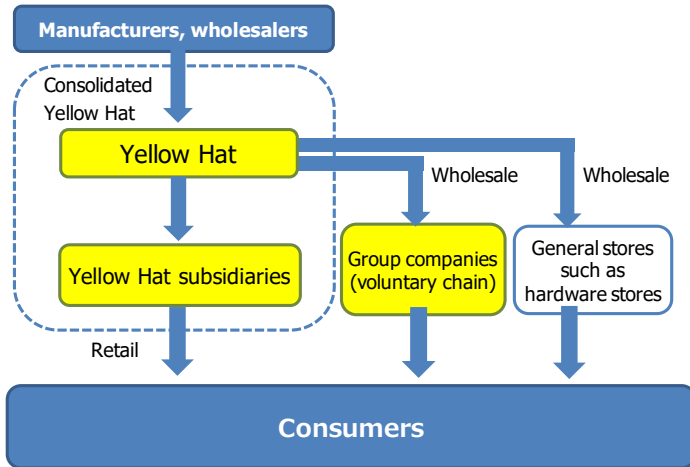 Manufacturers, wholesalers
Consolidated
Yellow Hat
Yellow Hat
Wholesale
Wholesale
Yellow Hat subsidiaries
Group companies
(voluntary chain)
General stores
such as
hardware stores
Retail
Consumers